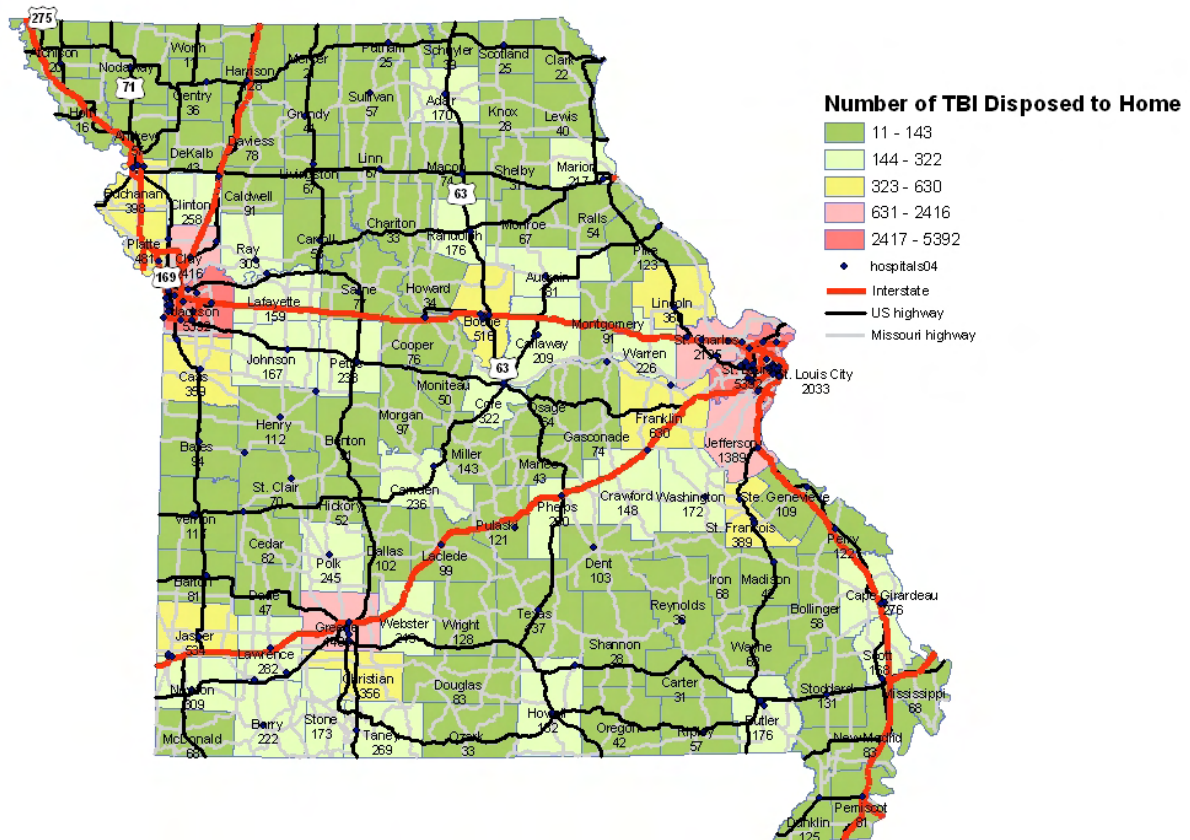 275
Worth
Putnam
25
Schuyler
Scotland
25
Clark
22
71
Gentry
36
Harrison
Sullivan
57
Adair
170
Knox
28
Lewis
40
Grundy
Holt
16
Daviess
78
DeKalb
Linn
Macon
74
Shelby
Marion
Livingston
Buchanan
Clinton
258
Caldwell
91
63
Chariton
33
Randolph
176
Monroe
67
Ralls
54
Platte
Clay
Ray
Carroll
Pike
123
169
Audrain
Howard
34
Saline
Lincoln
Jackson
5392
Lafayette
159
Boone
516
Montgomery
91
St. Charles
Callaway
209
Cooper
76
Warren
226
Johnson
167
63
St. Louis City
2033
Cass
Moniteau
50
Cole
322
Osage
Franklin
630
Morgan
97
Henry
112
Gasconade
74
Jefferson
1389
Benton
Bates
94
Miller
143
Maries
43
St. Clair
70
Camden
236
Crawford
148
Washington
172
Ste. Genevieve
109
Hickory
52
Phelps
Vernon
St. Francois
389
Pulaski
121
Perry
Cedar
82
Dallas
102
Laclede
99
Polk
245
Dent
103
Iron
68
Madison
Barton
81
Dade
47
Reynolds
Bollinger
58
Cape Girardeau
276
Greene
Jasper
Webster
Wright
128
Texas
Shannon
28
Wayne
Lawrence
282
Scott
Christian
356
Douglas
83
Carter
31
Stoddard
131
Mississippi
68
Newton
309
Barry
222
Stone
173
Taney
269
Ozark
33
Howell
Oregon
42
Ripley
57
Butler
176
McDonald
New Madrid
83
Pemiscot
Dunklin
125
Number of TBI Disposed to Home
11 - 143
144 - 322
323 - 630
631 - 2416
2417 - 5392
hospitals04
Interstate
US highway
Missouri highway